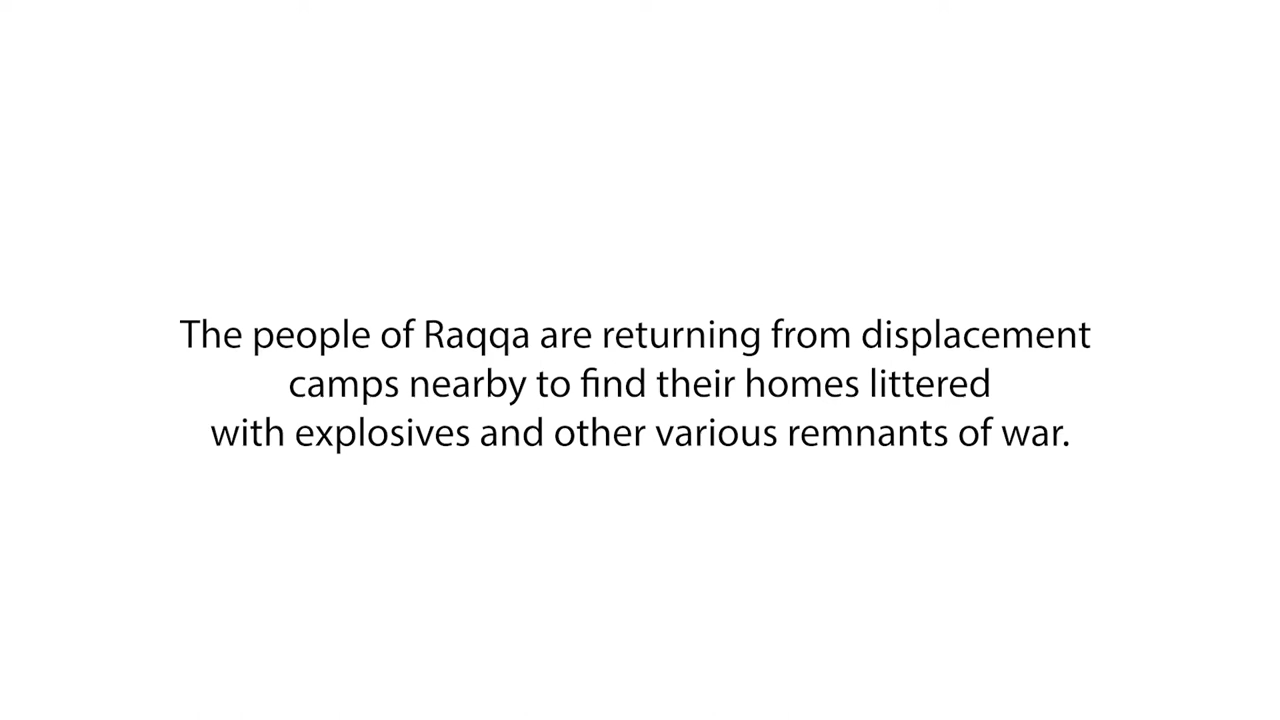 The people of Raqqa are returning from displacement
camps nearby to find their homes littered
with explosives and other various remnants of war.